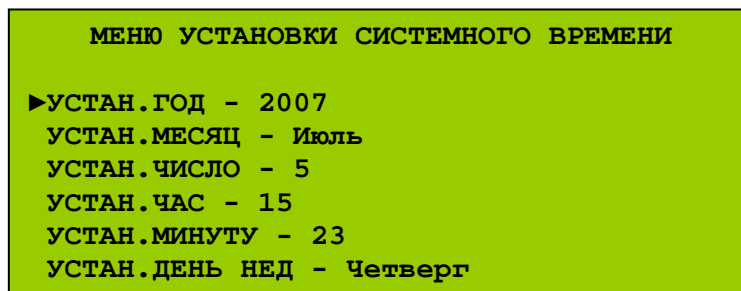 МЕНЮ УСТАНОВКИ СИСТЕМНОГО ВРЕМЕНИ
►УСТАН.ГОД - 2007
УСТАН.МЕСЯЦ - Июль
УСТАН.ЧИСЛО - 5
УСТАН.ЧАС - 15
УСТАН.МИНУТУ - 23
УСТАН.ДЕНЬ НЕД - Четверг